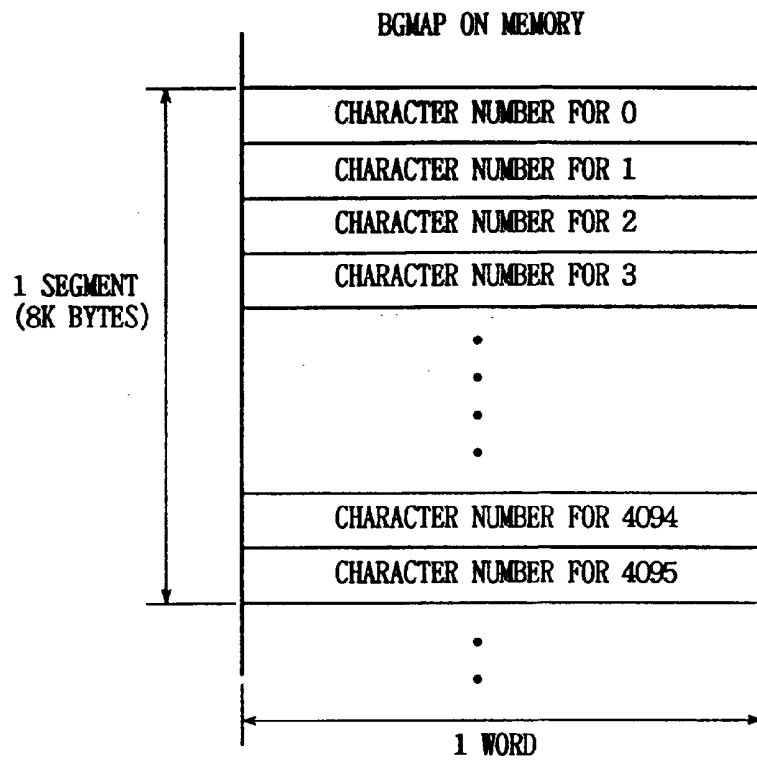 BGMAP ON MEMORY
CHARACTER NUMBER FOR 0
CHARACTER NUMBER FOR 1
CHARACTER NUMBER FOR 2
CHARACTER NUMBER FOR 3
1 SEGMENT
(8K BYTES)
CHARACTER NUMBER FOR 4094
CHARACTER NUMBER FOR 4095
1 WORD